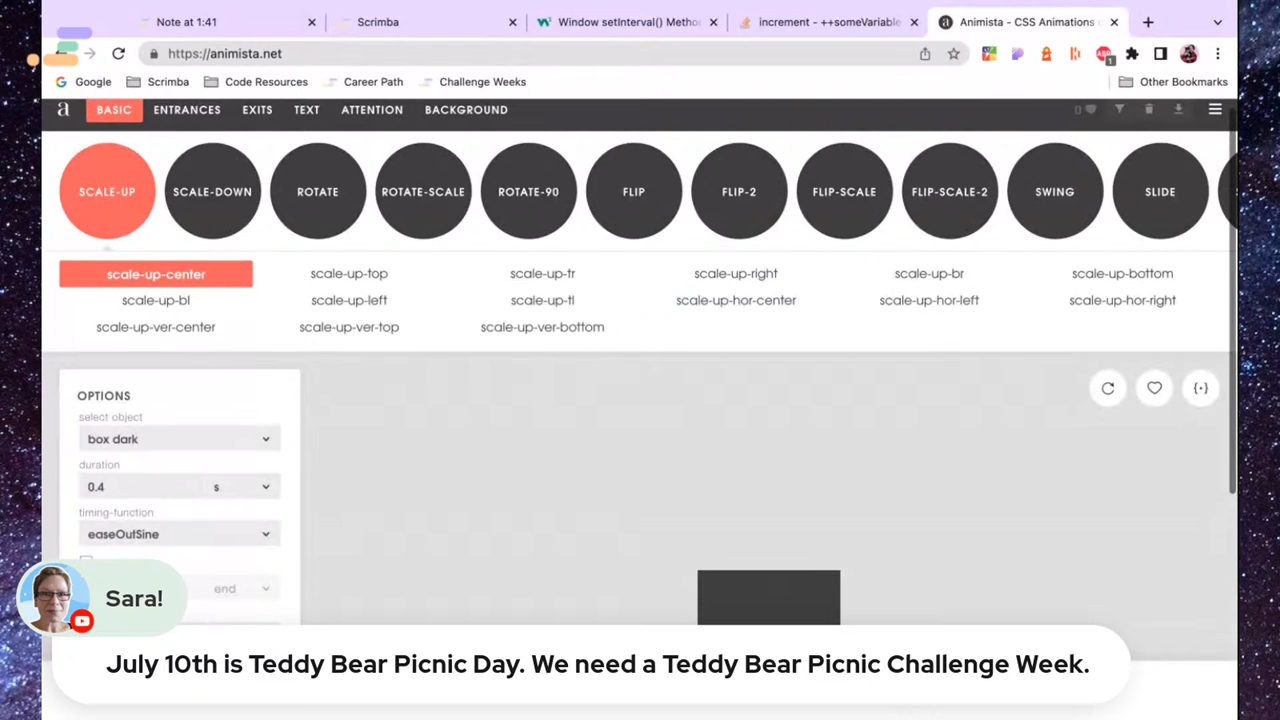 Note at 1:41
Scrimba
Window setInterval() Metho
increment - ++someVariable
Animista - CSS Animations
https://animista.net
Google
Scrimba
Code Resources
Career Path
Challenge Weeks
Other Bookmarks
a
BASIC
ENTRANCES
EXITS
TEXT
ATTENTION
BACKGROUND
SCALE-UP
SCALE-DOWN
ROTATE
ROTATE-SCALE
ROTATE-90
FLIP
FLIP-2
FLIP-SCALE
FLIP-SCALE-2
SWING
SLIDE
scale-up-center
scale-up-top
scale-up-tr
scale-up-right
scale-up-br
scale-up-bottom
scale-up-bl
scale-up-left
scale-up-tl
scale-up-hor-center
scale-up-hor-left
scale-up-hor-right
scale-up-ver-center
scale-up-ver-top
scale-up-ver-bottom
OPTIONS
select object
box dark
duration
0.4
s
timing-function
easeOutSine
end
Sara!
July 10th is Teddy Bear Picnic Day. We need a Teddy Bear Picnic Challenge Week.